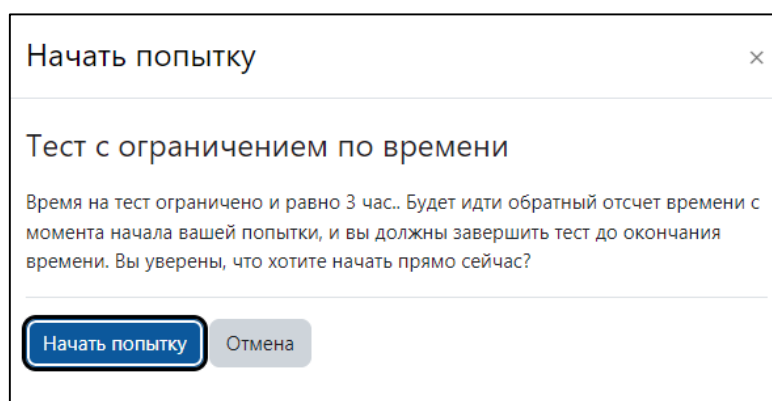 Начать попытку ×
Тест с ограничением по времени
Время на тест ограничено и равно 3 час.. Будет идти обратный отсчет времени с
момента начала вашей попытки, и вы должны завершить тест до окончания
времени. Вы уверены, что хотите начать прямо сейчас?
Начать попытку Отмена